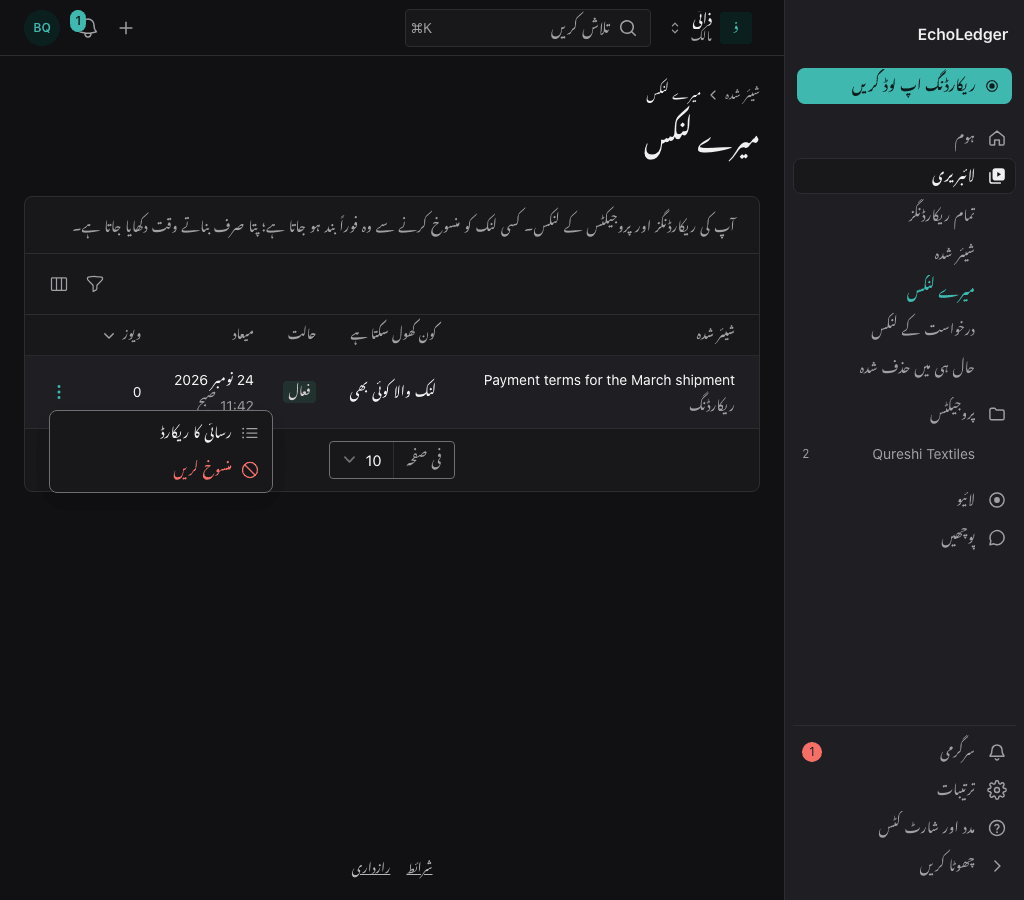 EchoLedger
ریکارڈنگ اپ لوڈ کریں
ہوم
لائبریری
تمام ریکارڈنگز
شیئر شدہ
میرے لنکس
درخواست کے لنکس
حال ہی میں حذف شدہ
پروجیکٹس
Qureshi Textiles 2
لائیو
پوچھیں
سرگرمی 1
ترتیبات
مدد اور شارٹ کٹس
چھوٹا کریں
ذ ذاتی
مالک
تلاش کریں ⌘K
1
BQ
شیئر شدہ میرے لنکس
میرے لنکس
آپ کی ریکارڈنگز اور پروجیکٹس کے لنکس۔ کسی لنک کو منسوخ کرنے سے وہ فوراً بند ہو جاتا ہے؛ پتا صرف بناتے وقت دکھایا جاتا ہے۔
شیئر شدہ کون کھول سکتا ہے حالت میعاد ویوز
Payment terms for the March shipment لنک والا کوئی بھی فعال 24 نومبر 2026 0
ریکارڈنگ 11:42 صبح
رسائی کا ریکارڈ
منسوخ کریں
فی صفحہ 10
شرائط رازداری